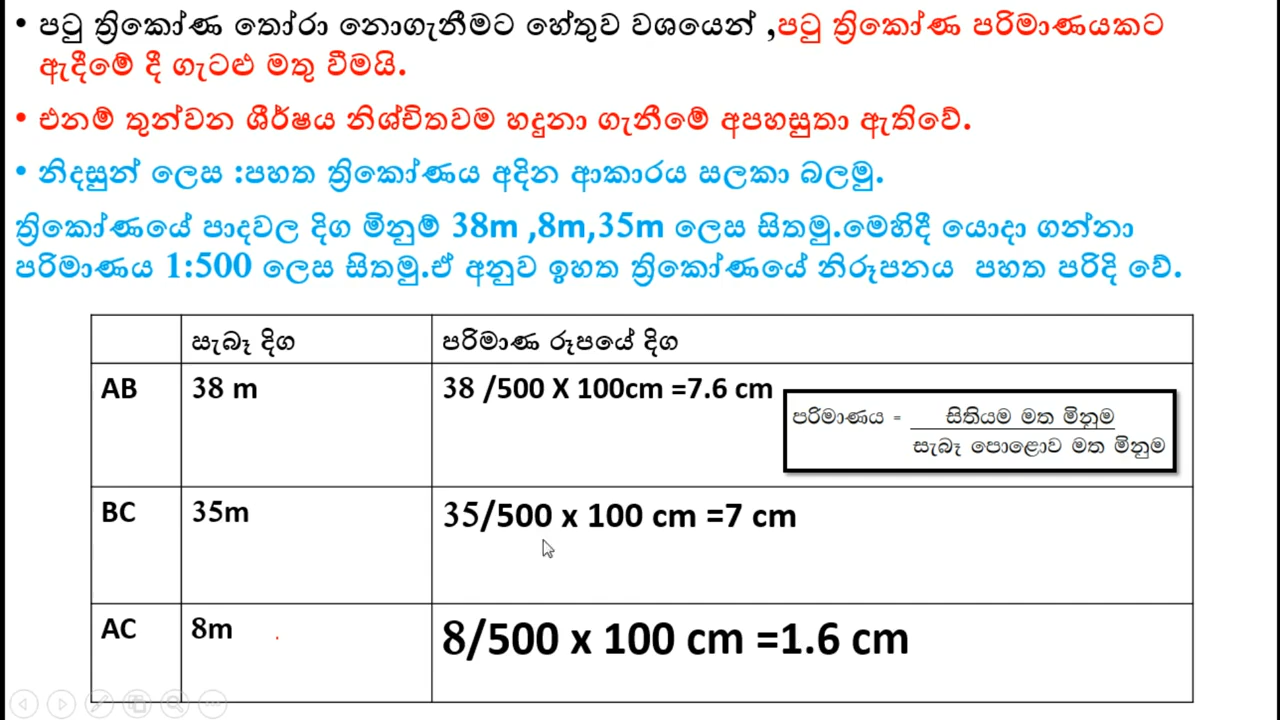 • පටු ත්‍රිකෝණ තෝරා නොගැනීමට හේතුව වශයෙන් ,පටු ත්‍රිකෝණ පරිමාණයකට
ඇදීමේ දී ගැටළු මතු වීමයි.
• එනම් තුන්වන ශීර්ෂය නිශ්චිතවම හදුනා ගැනීමේ අපහසුතා ඇතිවේ.
• නිදසුන් ලෙස :පහත ත්‍රිකෝණය අදින ආකාරය සලකා බලමු.
ත්‍රිකෝණයේ පාදවල දිග මිනුම් 38m ,8m,35m ලෙස සිතමු.මෙහිදී යොදා ගන්නා
පරිමාණය 1:500 ලෙස සිතමු.ඒ අනුව ඉහත ත්‍රිකෝණයේ නිරූපනය පහත පරිදි වේ.
සැබෑ දිග පරිමාණ රූපයේ දිග
AB 38 m 38 /500 X 100cm =7.6 cm
පරිමාණය = සිතියම මත මිනුම
සැබෑ පොළොව මත මිනුම
BC 35m 35/500 x 100 cm =7 cm
AC 8m 8/500 x 100 cm =1.6 cm